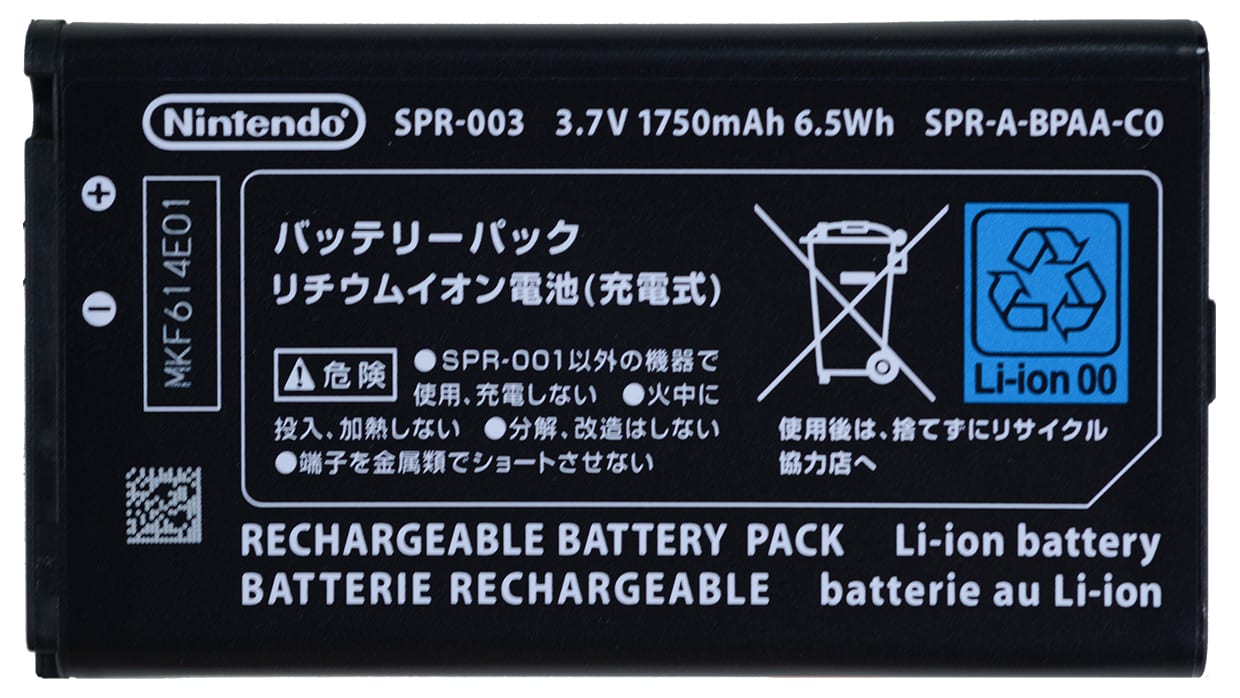 Nintendo® SPR-003 3.7V 1750mAh 6.5Wh SPR-A-BPAA-C0
+
−
MKF614E01
バッテリーパック
リチウムイオン電池(充電式)
危険 ●SPR-001以外の機器で
使用、充電しない ●火中に
投入、加熱しない ●分解、改造はしない
●端子を金属類でショートさせない
Li-ion 00
使用後は、捨てずにリサイクル
協力店へ
RECHARGEABLE BATTERY PACK Li-ion battery
BATTERIE RECHARGEABLE batterie au Li-ion